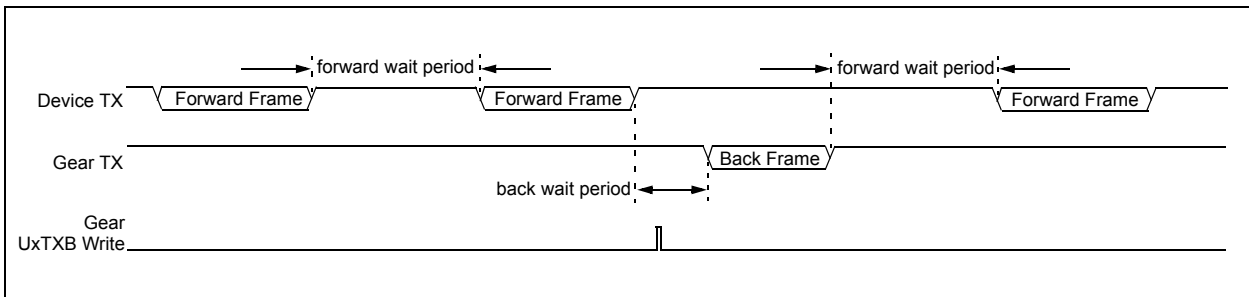 forward wait period
forward wait period
Device TX
Forward Frame
Forward Frame
Forward Frame
Gear TX
Back Frame
back wait period
Gear
UxTXB Write